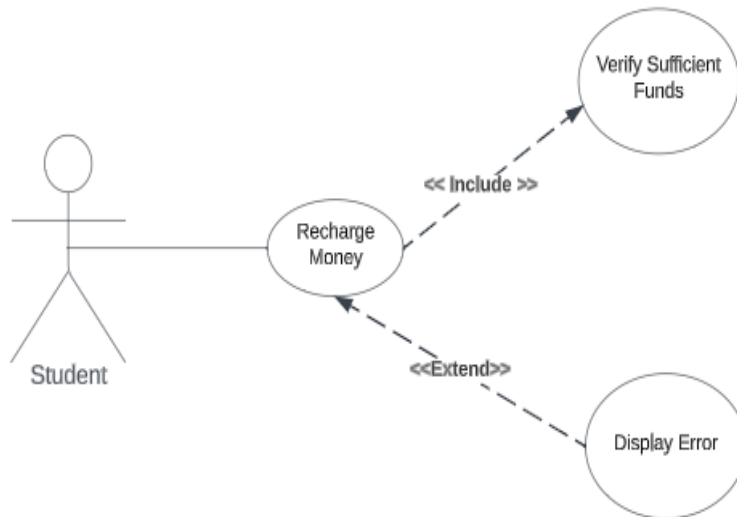 Verify Sufficient
Funds
<< Include >>
Recharge
Money
<<Extend>>
Student
Display Error